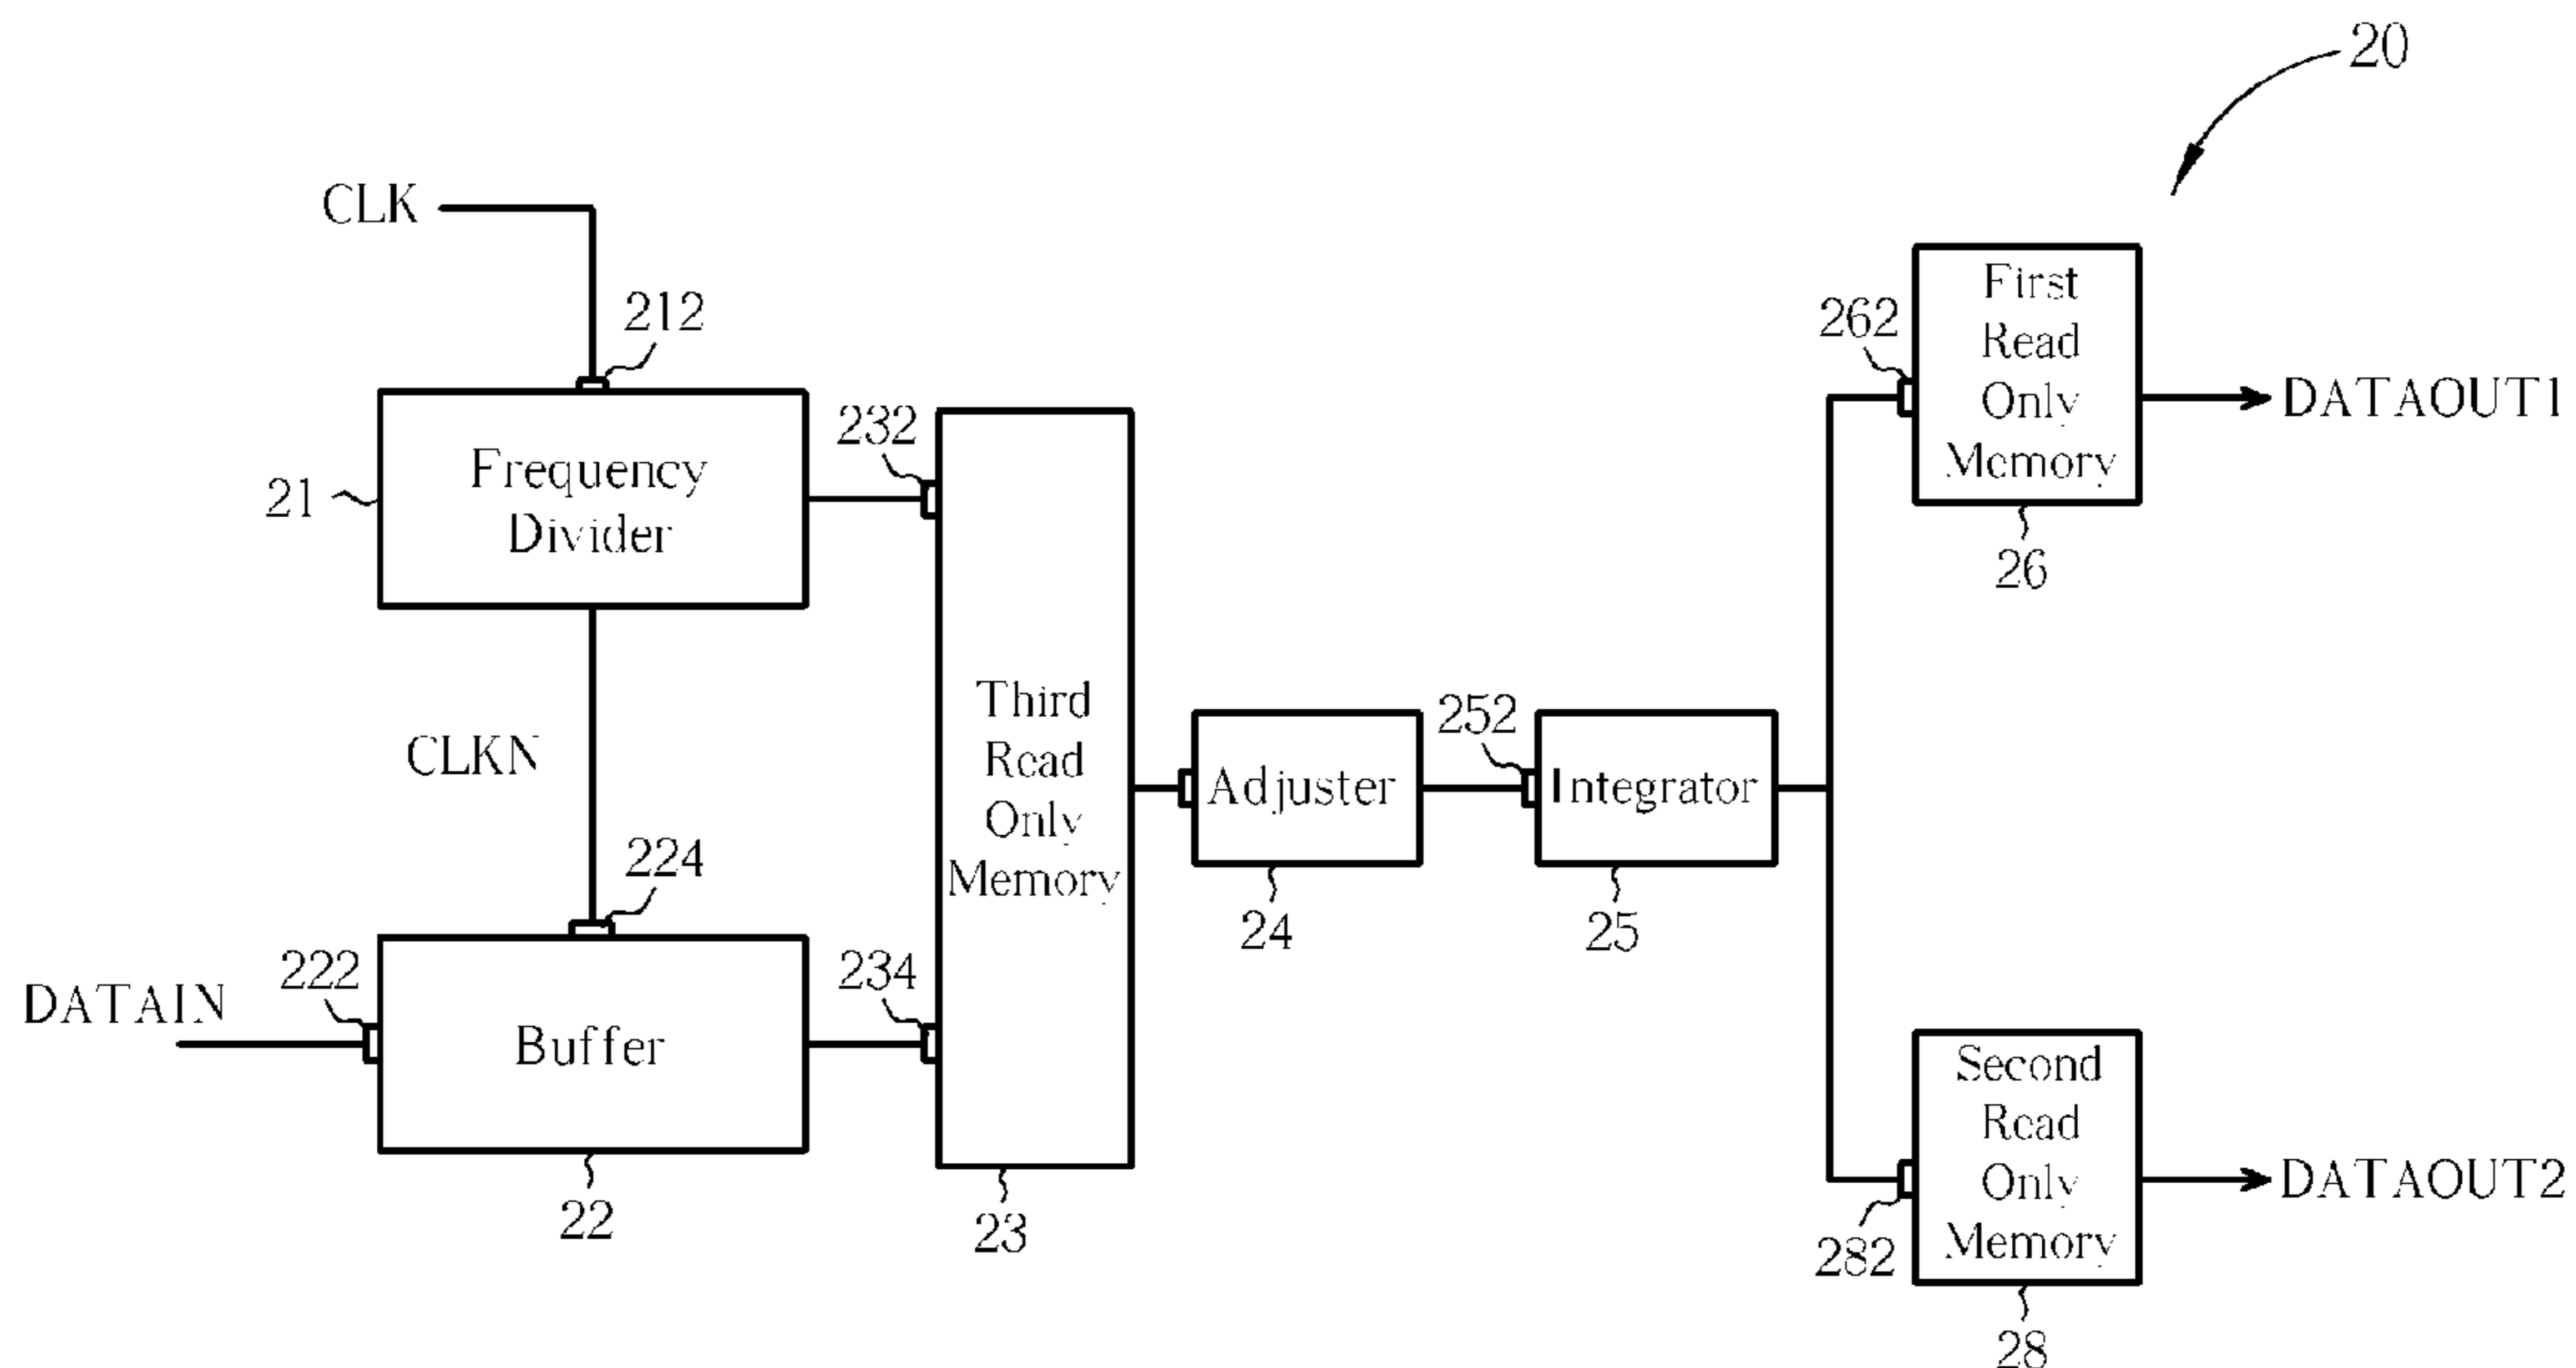 20
CLK
212
21
Frequency
Divider
232
CLKN
224
DATAIN
222
Buffer
22
234
Third
Read
Only
Memory
23
Adjuster
24
252
Integrator
25
262
First
Read
Only
Memory
26
DATAOUT1
Second
Read
Only
Memory
282
28
DATAOUT2